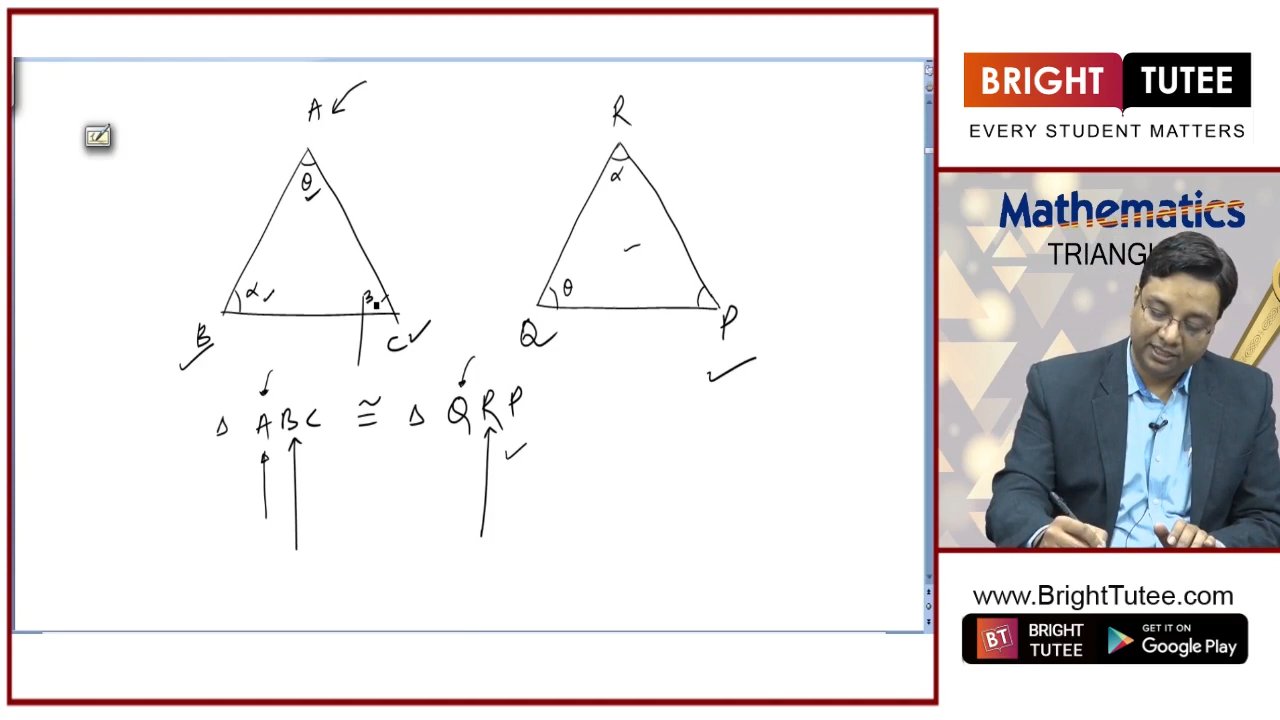 A
R
θ
α
α
β
θ
B
C
Q
P
Δ ABC ≅ Δ QRP
BRIGHT TUTEE
EVERY STUDENT MATTERS
Mathematics
www.BrightTutee.com
BT
BRIGHT
TUTEE
GET IT ON
Google Play